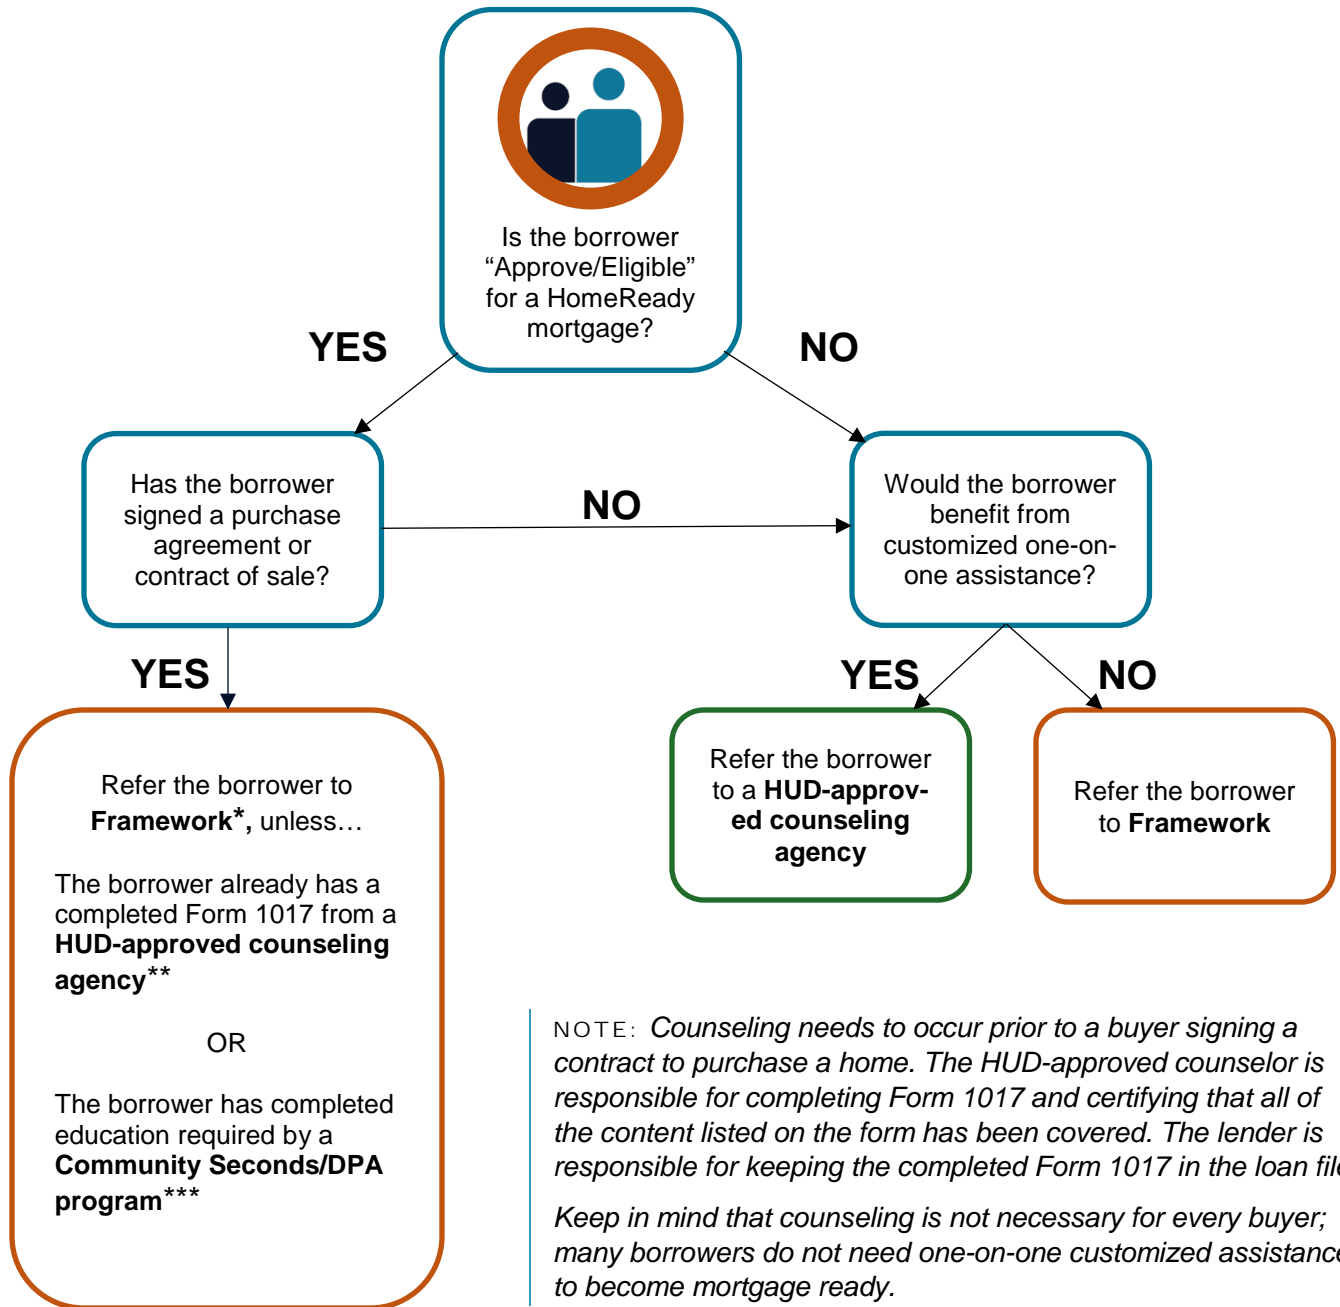 Is the borrower
“Approve/Eligible”
for a HomeReady
mortgage?
YES
NO
Has the borrower
signed a purchase
agreement or
contract of sale?
NO
Would the borrower
benefit from
customized one-on-
one assistance?
YES
YES
NO
Refer the borrower to
Framework*, unless…
The borrower already has a
completed Form 1017 from a
HUD-approved counseling
agency**
OR
The borrower has completed
education required by a
Community Seconds/DPA
program***
Refer the borrower
to a HUD-approv-
ed counseling
agency
Refer the borrower
to Framework
NOTE: Counseling needs to occur prior to a buyer signing a
contract to purchase a home. The HUD-approved counselor is
responsible for completing Form 1017 and certifying that all of
the content listed on the form has been covered. The lender is
responsible for keeping the completed Form 1017 in the loan file
Keep in mind that counseling is not necessary for every buyer;
many borrowers do not need one-on-one customized assistance
to become mortgage ready.